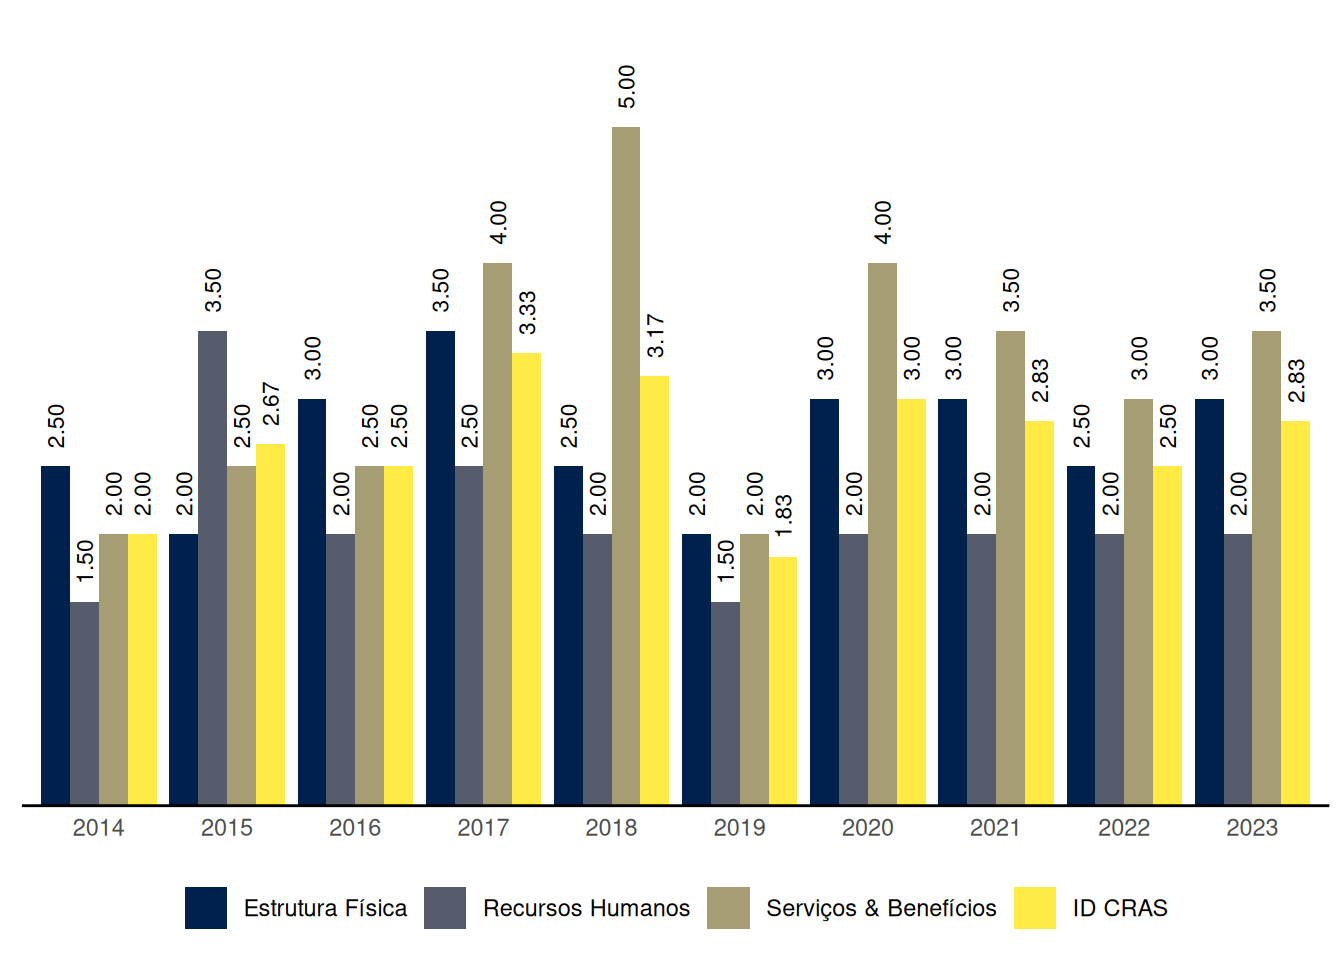 5.00
4.00 4.00
3.50 3.50 3.50 3.50
3.33
3.17
3.00 3.00 3.00 3.00 3.00 3.00
2.83 2.83
2.67
2.50 2.50 2.50 2.50 2.50 2.50 2.50 2.50
2.00 2.00 2.00 2.00 2.00 2.00 2.00 2.00 2.00 2.00 2.00
1.83
1.50 1.50
2014 2015 2016 2017 2018 2019 2020 2021 2022 2023
Estrutura Física Recursos Humanos Serviços & Benefícios ID CRAS